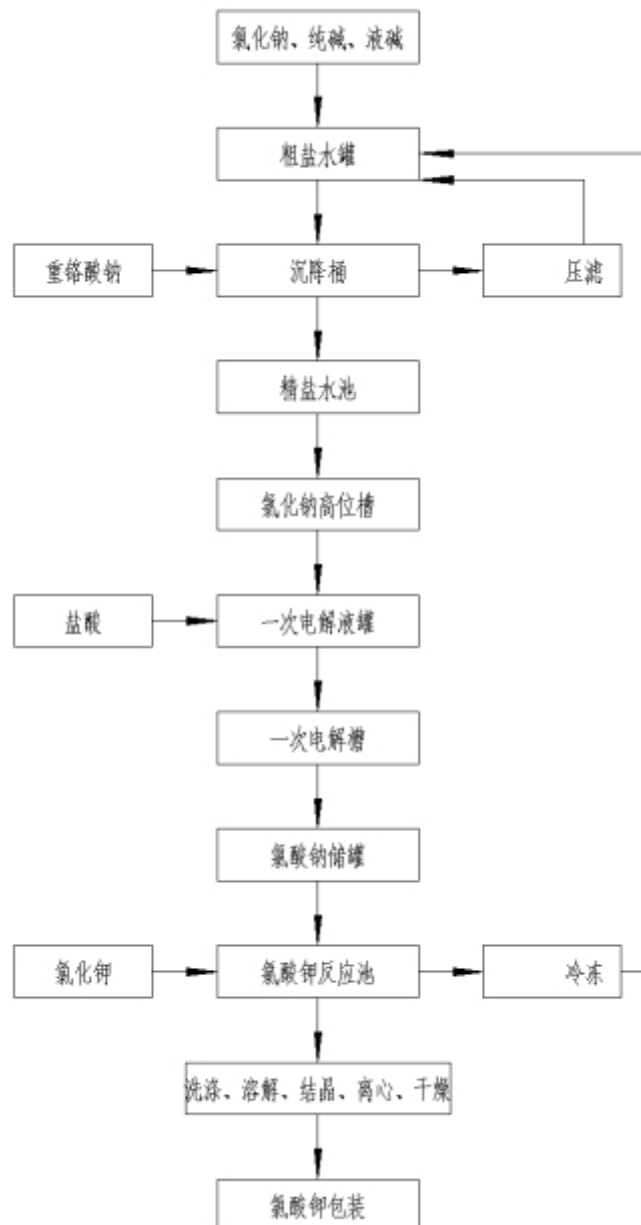 氯化钠、纯碱、液碱
粗盐水罐
重铬酸钠
沉降桶
压滤
精盐水池
氯化钠高位槽
盐酸
一次电解液罐
一次电解槽
氯酸钠储罐
氯化钾
氯酸钾反应池
冷冻
洗涤、溶解、结晶、离心、干燥
氯酸钾包装